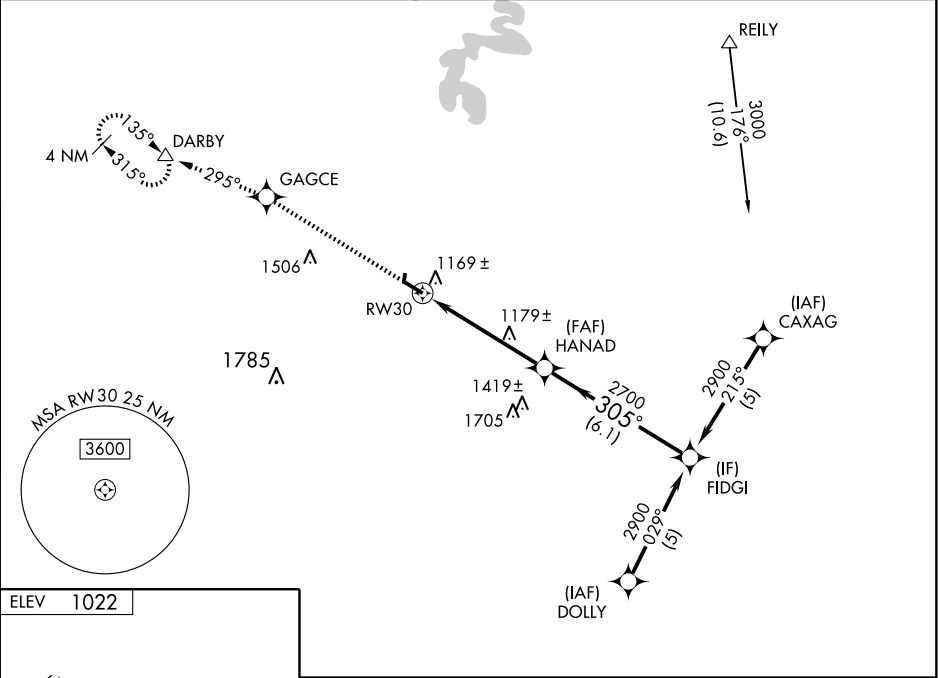 REILY
3000
176°
(10.6)
135°
DARBY
4 NM
315°
295°
GAGCE
1506
1169 ±
RW30
1179±
(FAF)
HANAD
(IAF)
CAXAG
1785
1419±
1705
2700
305°
(6.1)
2900
215°
(5)
MSA RW30 25 NM
3600
(IF)
FIDGI
2900
029°
(5)
(IAF)
DOLLY
ELEV 1022